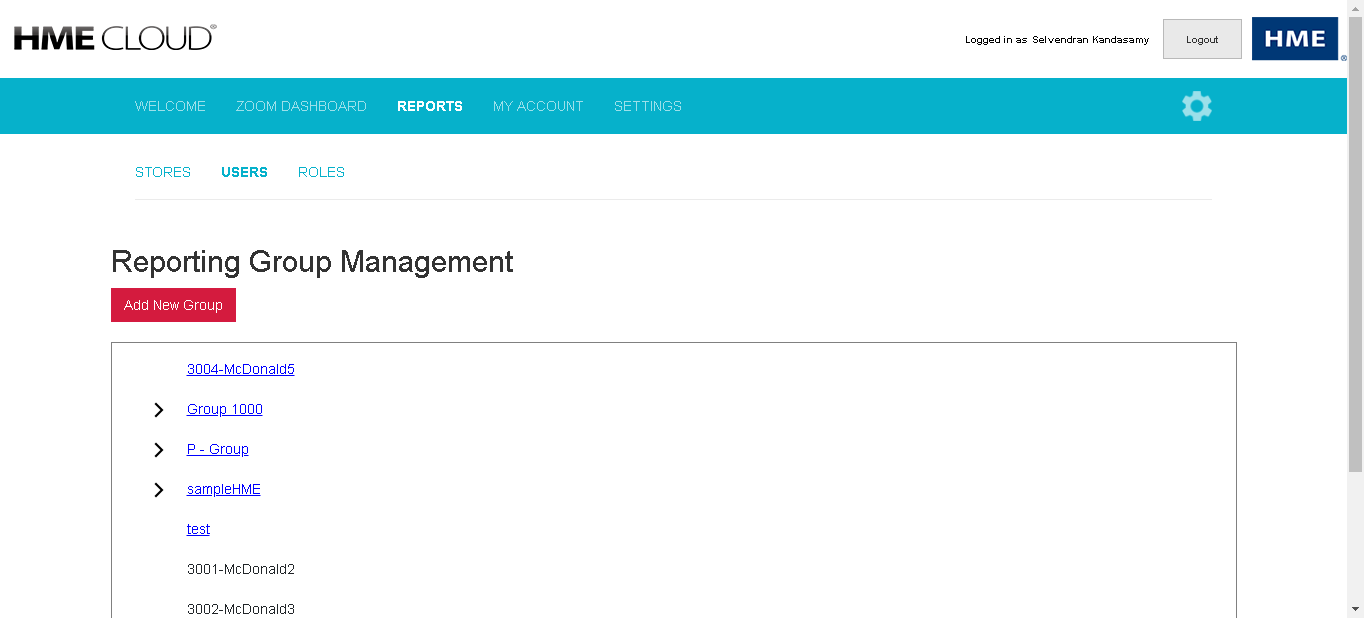 HME CLOUD®
Logged in as Selvendran Kandasamy
Logout
HME®
WELCOME ZOOM DASHBOARD REPORTS MY ACCOUNT SETTINGS
STORES USERS ROLES
Reporting Group Management
Add New Group
3004-McDonald5
Group 1000
P - Group
sampleHME
test
3001-McDonald2
3002-McDonald3